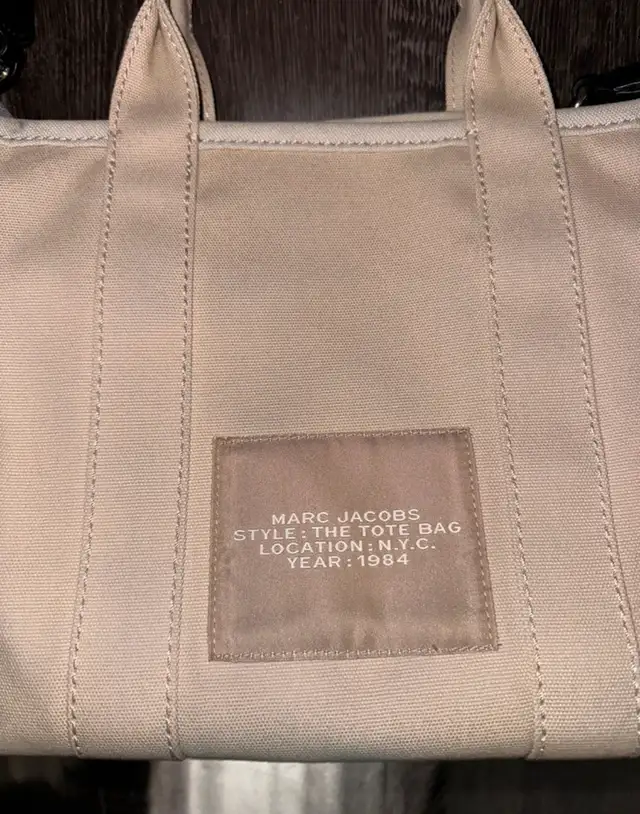 MARC JACOBS
STYLE : THE TOTE BAG
LOCATION : N.Y.C.
YEAR : 1984